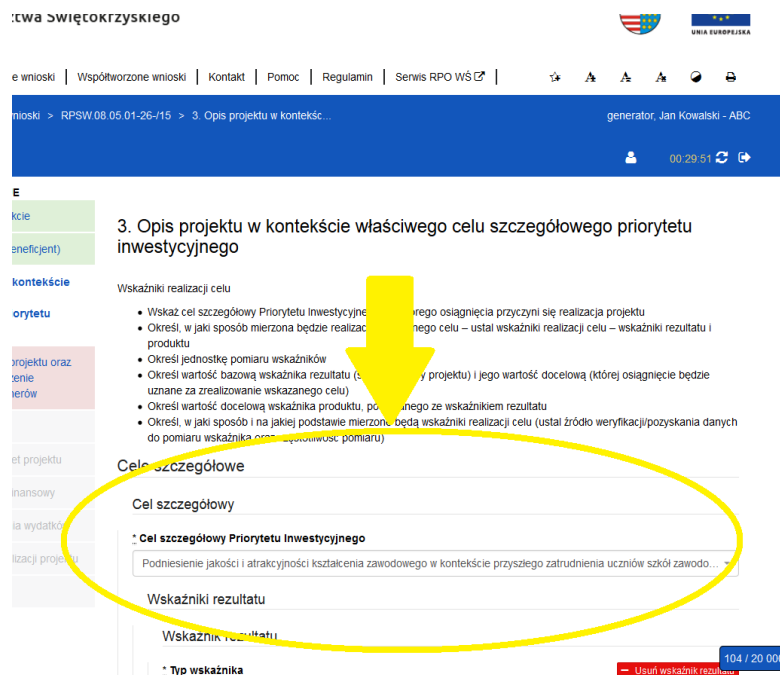 ztwa Świętokrzyskiego
UNIA EUROPEJSKA
e wnioski | Współtworzone wnioski | Kontakt | Pomoc | Regulamin | Serwis RPO WŚ
nioski > RPSW.08.05.01-26-/15 > 3. Opis projektu w kontekśc...
generator, Jan Kowalski - ABC
00:29:51
E
kcie
eneficjent)
kontekście
orytetu
projektu oraz
zenie
nerów
et projektu
inansowy
ia wydatków
lizacji projektu
3. Opis projektu w kontekście właściwego celu szczegółowego priorytetu
inwestycyjnego
Wskaźniki realizacji celu
• Wskaż cel szczegółowy Priorytetu Inwestycyjne orego osiągnięcia przyczyni się realizacja projektu
• Określ, w jaki sposób mierzona będzie realizac nego celu – ustal wskaźniki realizacji celu – wskaźniki rezultatu i
produktu
• Określ jednostkę pomiaru wskaźników
• Określ wartość bazową wskaźnika rezultatu (s y projektu) i jego wartość docelową (której osiągnięcie będzie
uznane za zrealizowanie wskazanego celu)
• Określ wartość docelową wskaźnika produktu, po anego ze wskaźnikiem rezultatu
• Określ, w jaki sposób i na jakiej podstawie mierzone będą wskaźniki realizacji celu (ustal źródło weryfikacji/pozyskania danych
do pomiaru wskaźnika oraz częstotliwość pomiaru)
Cele szczegółowe
Cel szczegółowy
* Cel szczegółowy Priorytetu Inwestycyjnego
Podniesienie jakości i atrakcyjności kształcenia zawodowego w kontekście przyszłego zatrudnienia uczniów szkół zawodo...
Wskaźniki rezultatu
Wskaźnik rezultatu
* Typ wskaźnika
– Usuń wskaźnik rezultatu
104 / 20 000